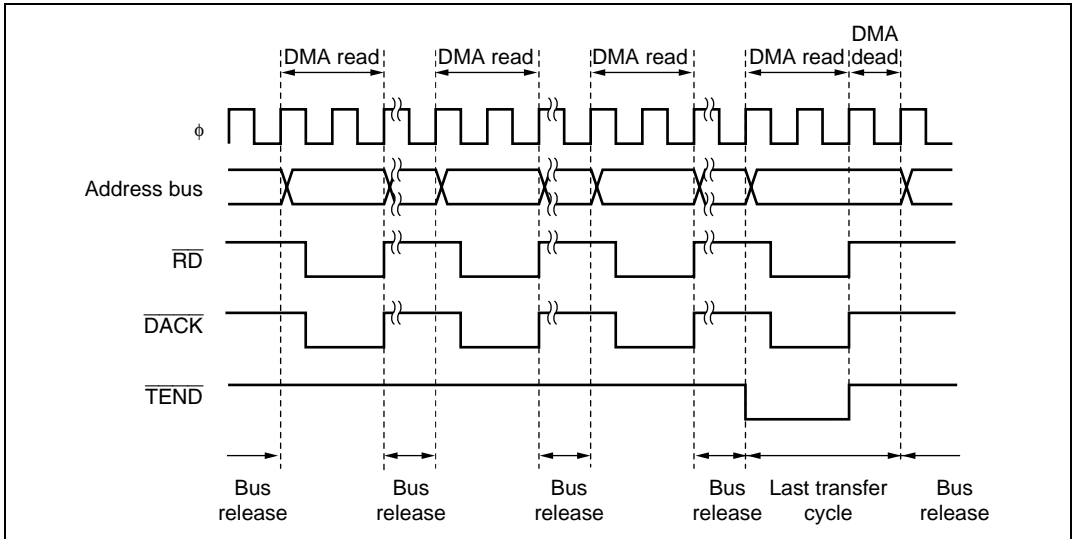 DMA
DMA read DMA read DMA read DMA read dead
φ
Address bus
RD
DACK
TEND
Bus release
Bus release
Bus release
Bus release
Last transfer cycle
Bus release